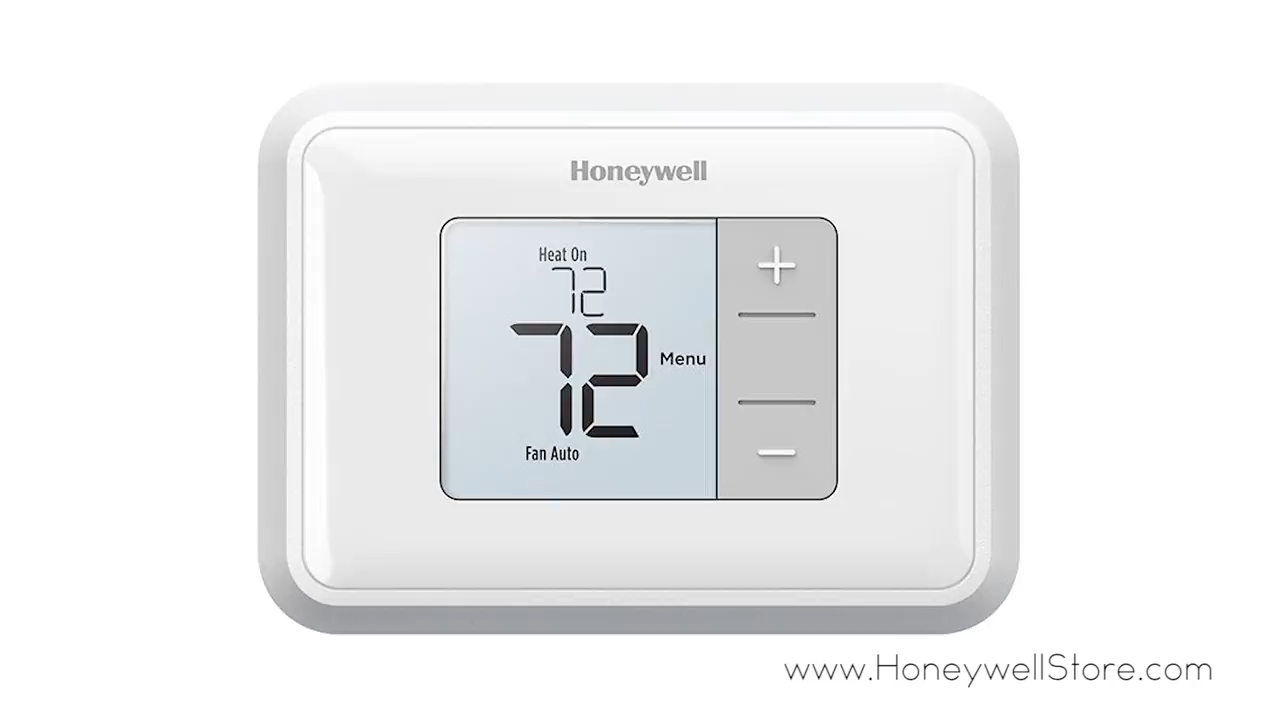 Honeywell
Heat On
72
72
Menu
Fan Auto
+
−
www.HoneywellStore.com